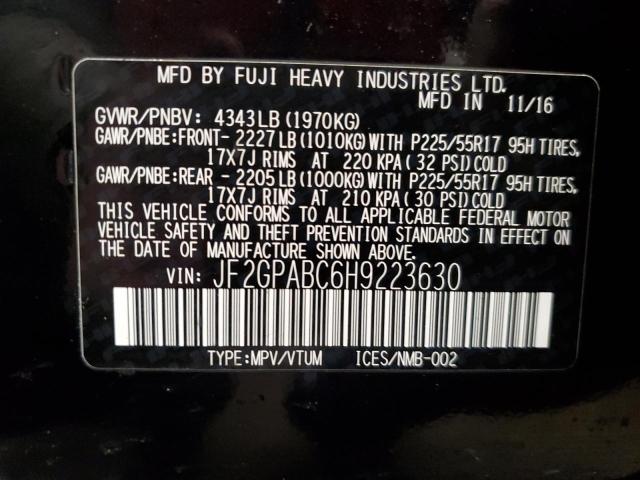 MFD BY FUJI HEAVY INDUSTRIES LTD.
MFD IN 11/16
GVWR/PNBV: 4343LB (1970KG)
GAWR/PNBE:FRONT- 2227LB (1010KG) WITH P225/55R17 95H TIRES,
17X7J RIMS AT 220 KPA ( 32 PSI) COLD
GAWR/PNBE:REAR - 2205LB (1000KG) WITH P225/55R17 95H TIRES,
17X7J RIMS AT 210 KPA ( 30 PSI) COLD
THIS VEHICLE CONFORMS TO ALL APPLICABLE FEDERAL MOTOR
VEHICLE SAFETY AND THEFT PREVENTION STANDARDS IN EFFECT ON
THE DATE OF MANUFACTURE SHOWN ABOVE.
VIN: JF2GPABC6H9223630
TYPE:MPV/VTUM ICES/NMB-002